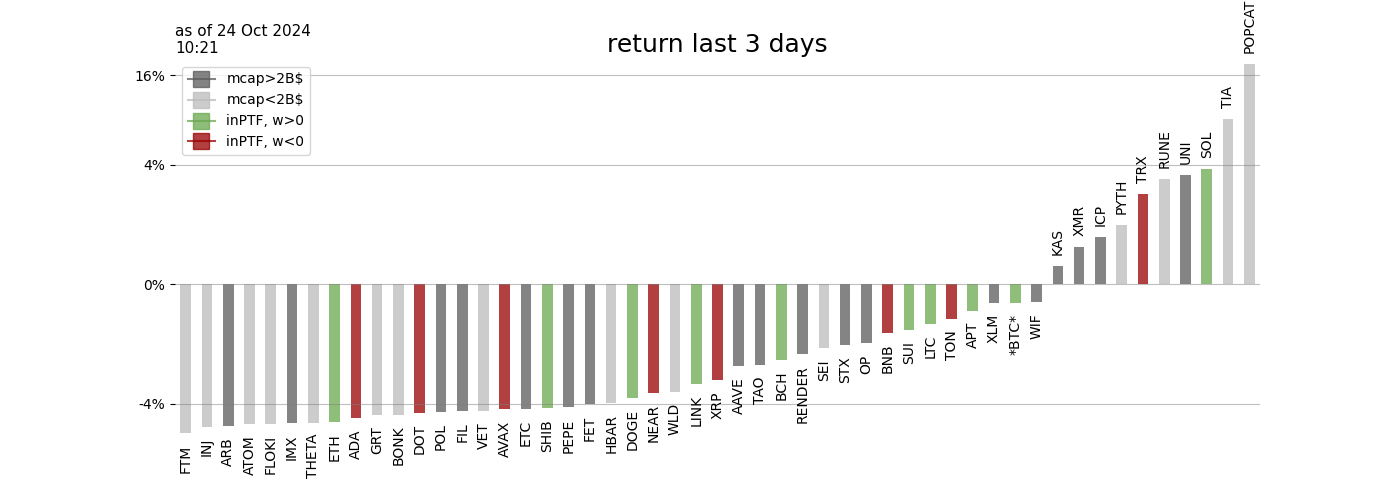 as of 24 Oct 2024
10:21
return last 3 days
mcap>2B$
mcap<2B$
inPTF, w>0
inPTF, w<0
16%
4%
0%
-4%
FTM
INJ
ARB
ATOM
FLOKI
IMX
THETA
ETH
ADA
GRT
BONK
DOT
POL
FIL
VET
AVAX
ETC
SHIB
PEPE
FET
HBAR
DOGE
NEAR
WLD
LINK
XRP
AAVE
TAO
BCH
RENDER
SEI
STX
OP
BNB
SUI
LTC
TON
APT
XLM
*BTC*
WIF
KAS
XMR
ICP
PYTH
TRX
RUNE
UNI
SOL
TIA
POPCAT